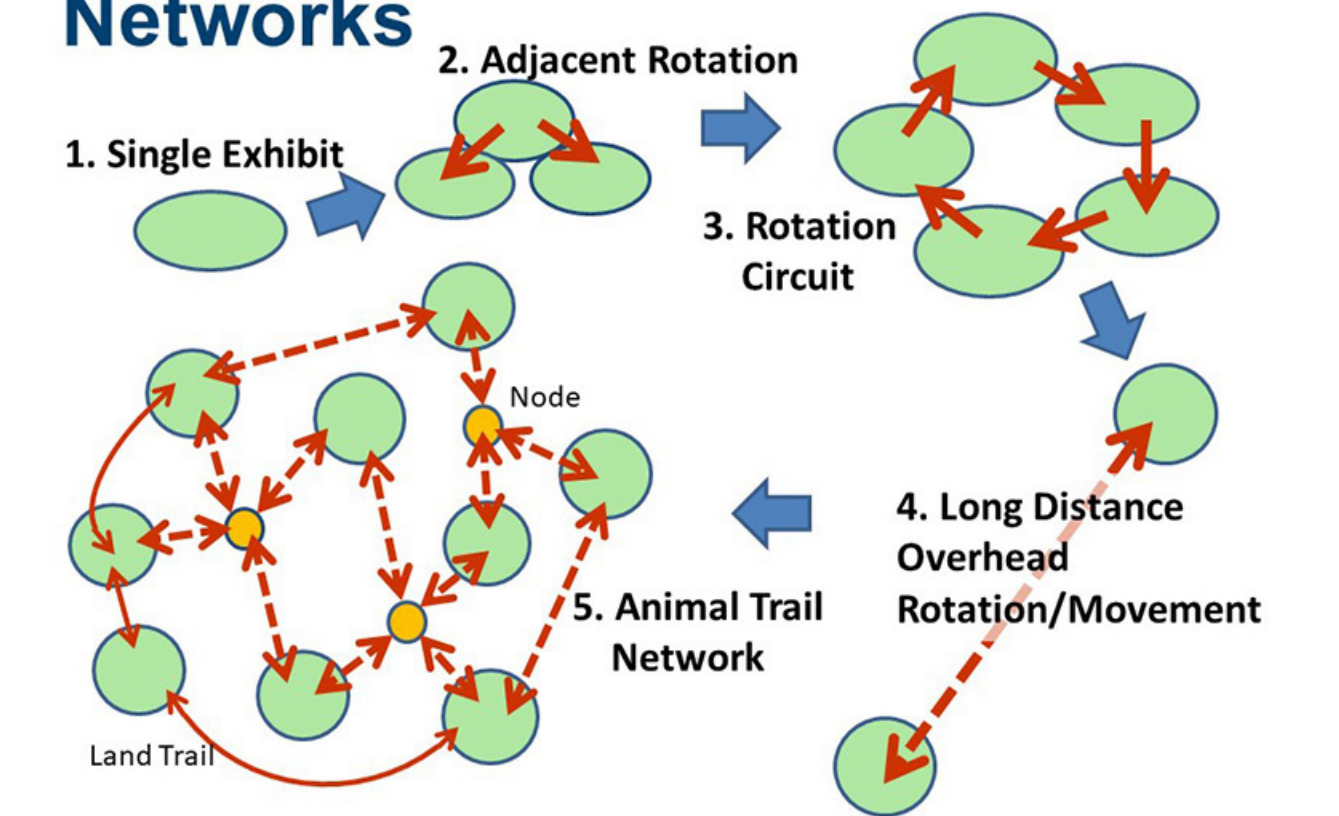 Networks
2. Adjacent Rotation
1. Single Exhibit
3. Rotation
Circuit
Node
4. Long Distance
Overhead
Rotation/Movement
5. Animal Trail
Network
Land Trail